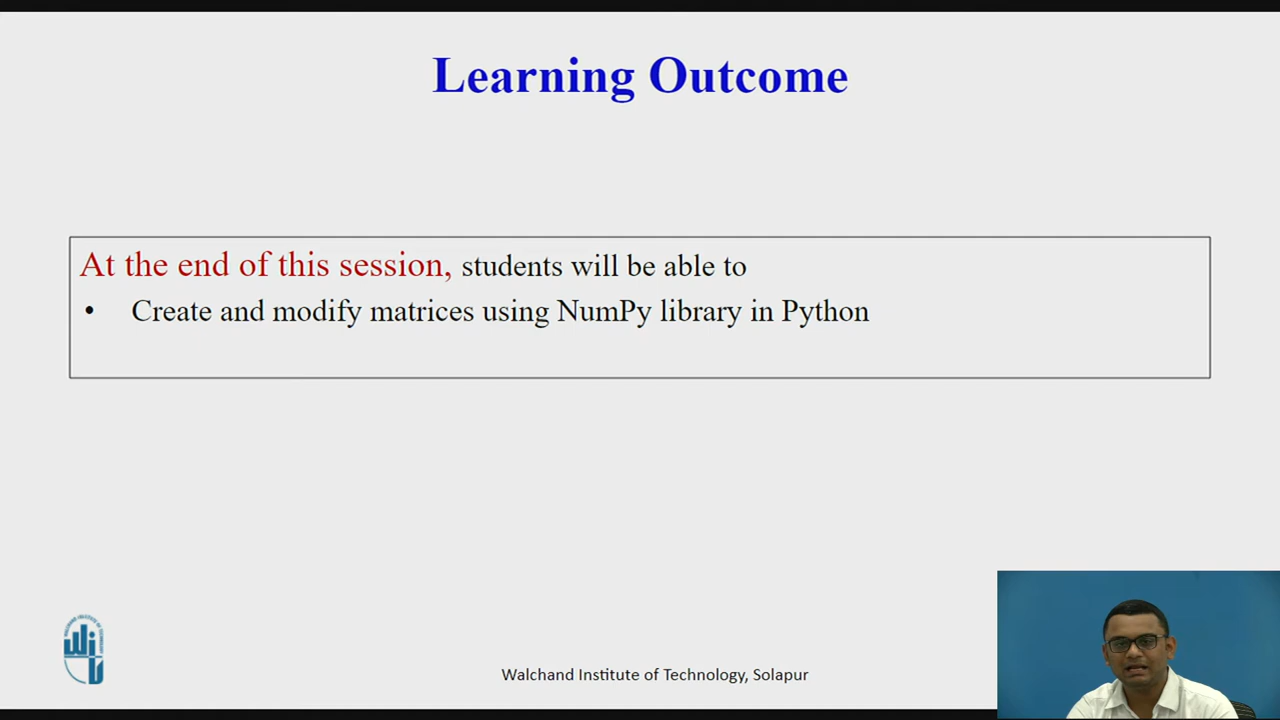 Learning Outcome
At the end of this session, students will be able to
• Create and modify matrices using NumPy library in Python
Walchand Institute of Technology, Solapur